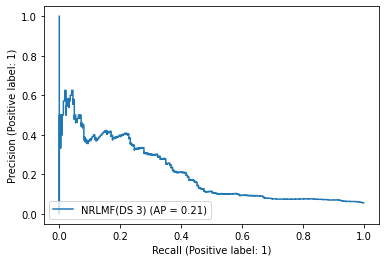 Precision (Positive label: 1)
1.0
0.8
0.6
0.4
0.2
0.0
NRLMF(DS 3) (AP = 0.21)
0.0 0.2 0.4 0.6 0.8 1.0
Recall (Positive label: 1)